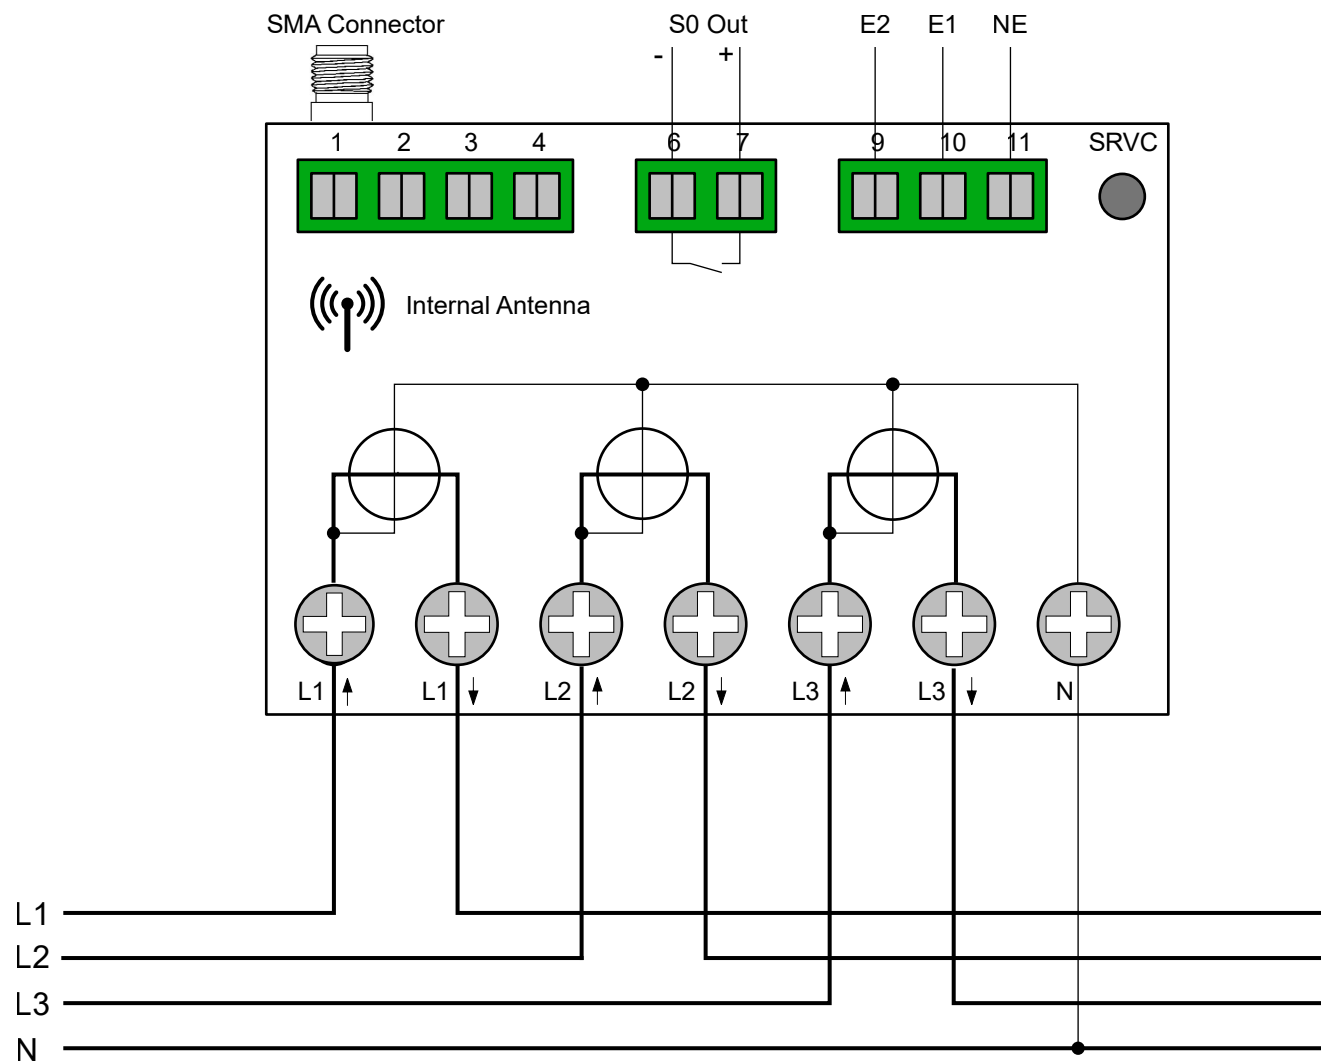 SMA Connector S0 Out E2 E1 NE
- +
1 2 3 4 6 7 9 10 11 SRVC
Internal Antenna
L1 L1 L2 L2 L3 L3 N
L1
L2
L3
N